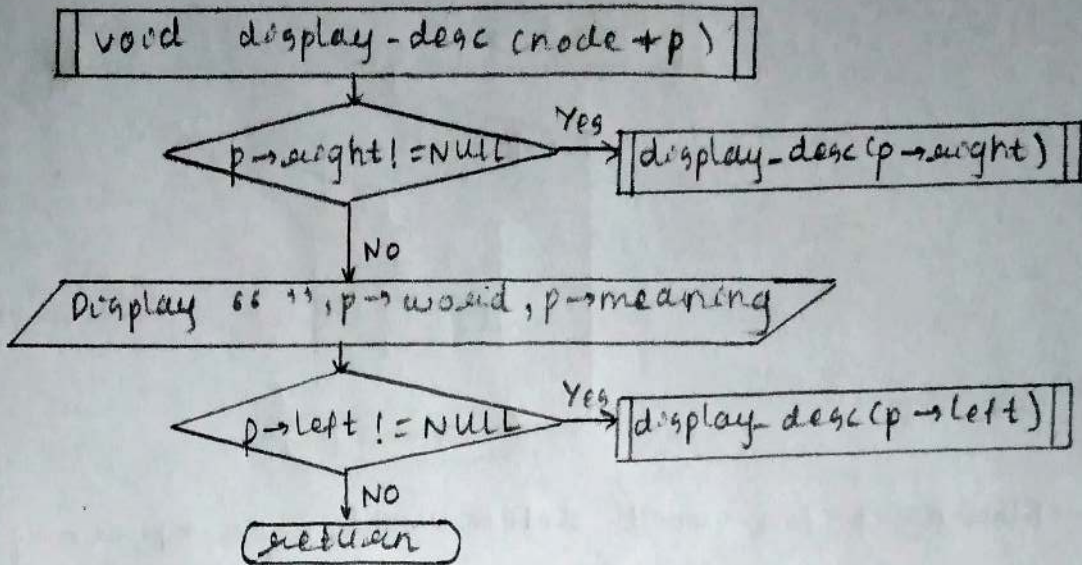 void display-desc (node *p)
p→right != NULL
Yes
display-desc(p→right)
NO
Display “ ”, p→word, p→meaning
p→left != NULL
Yes
display-desc(p→left)
NO
return